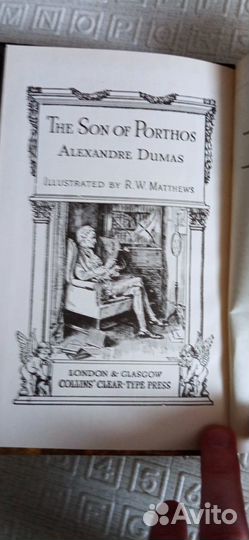 THE SON OF PORTHOS
ALEXANDRE DUMAS
ILLUSTRATED BY R.W. MATTHEWS
LONDON & GLASGOW
COLLINS' CLEAR-TYPE PRESS
Avito